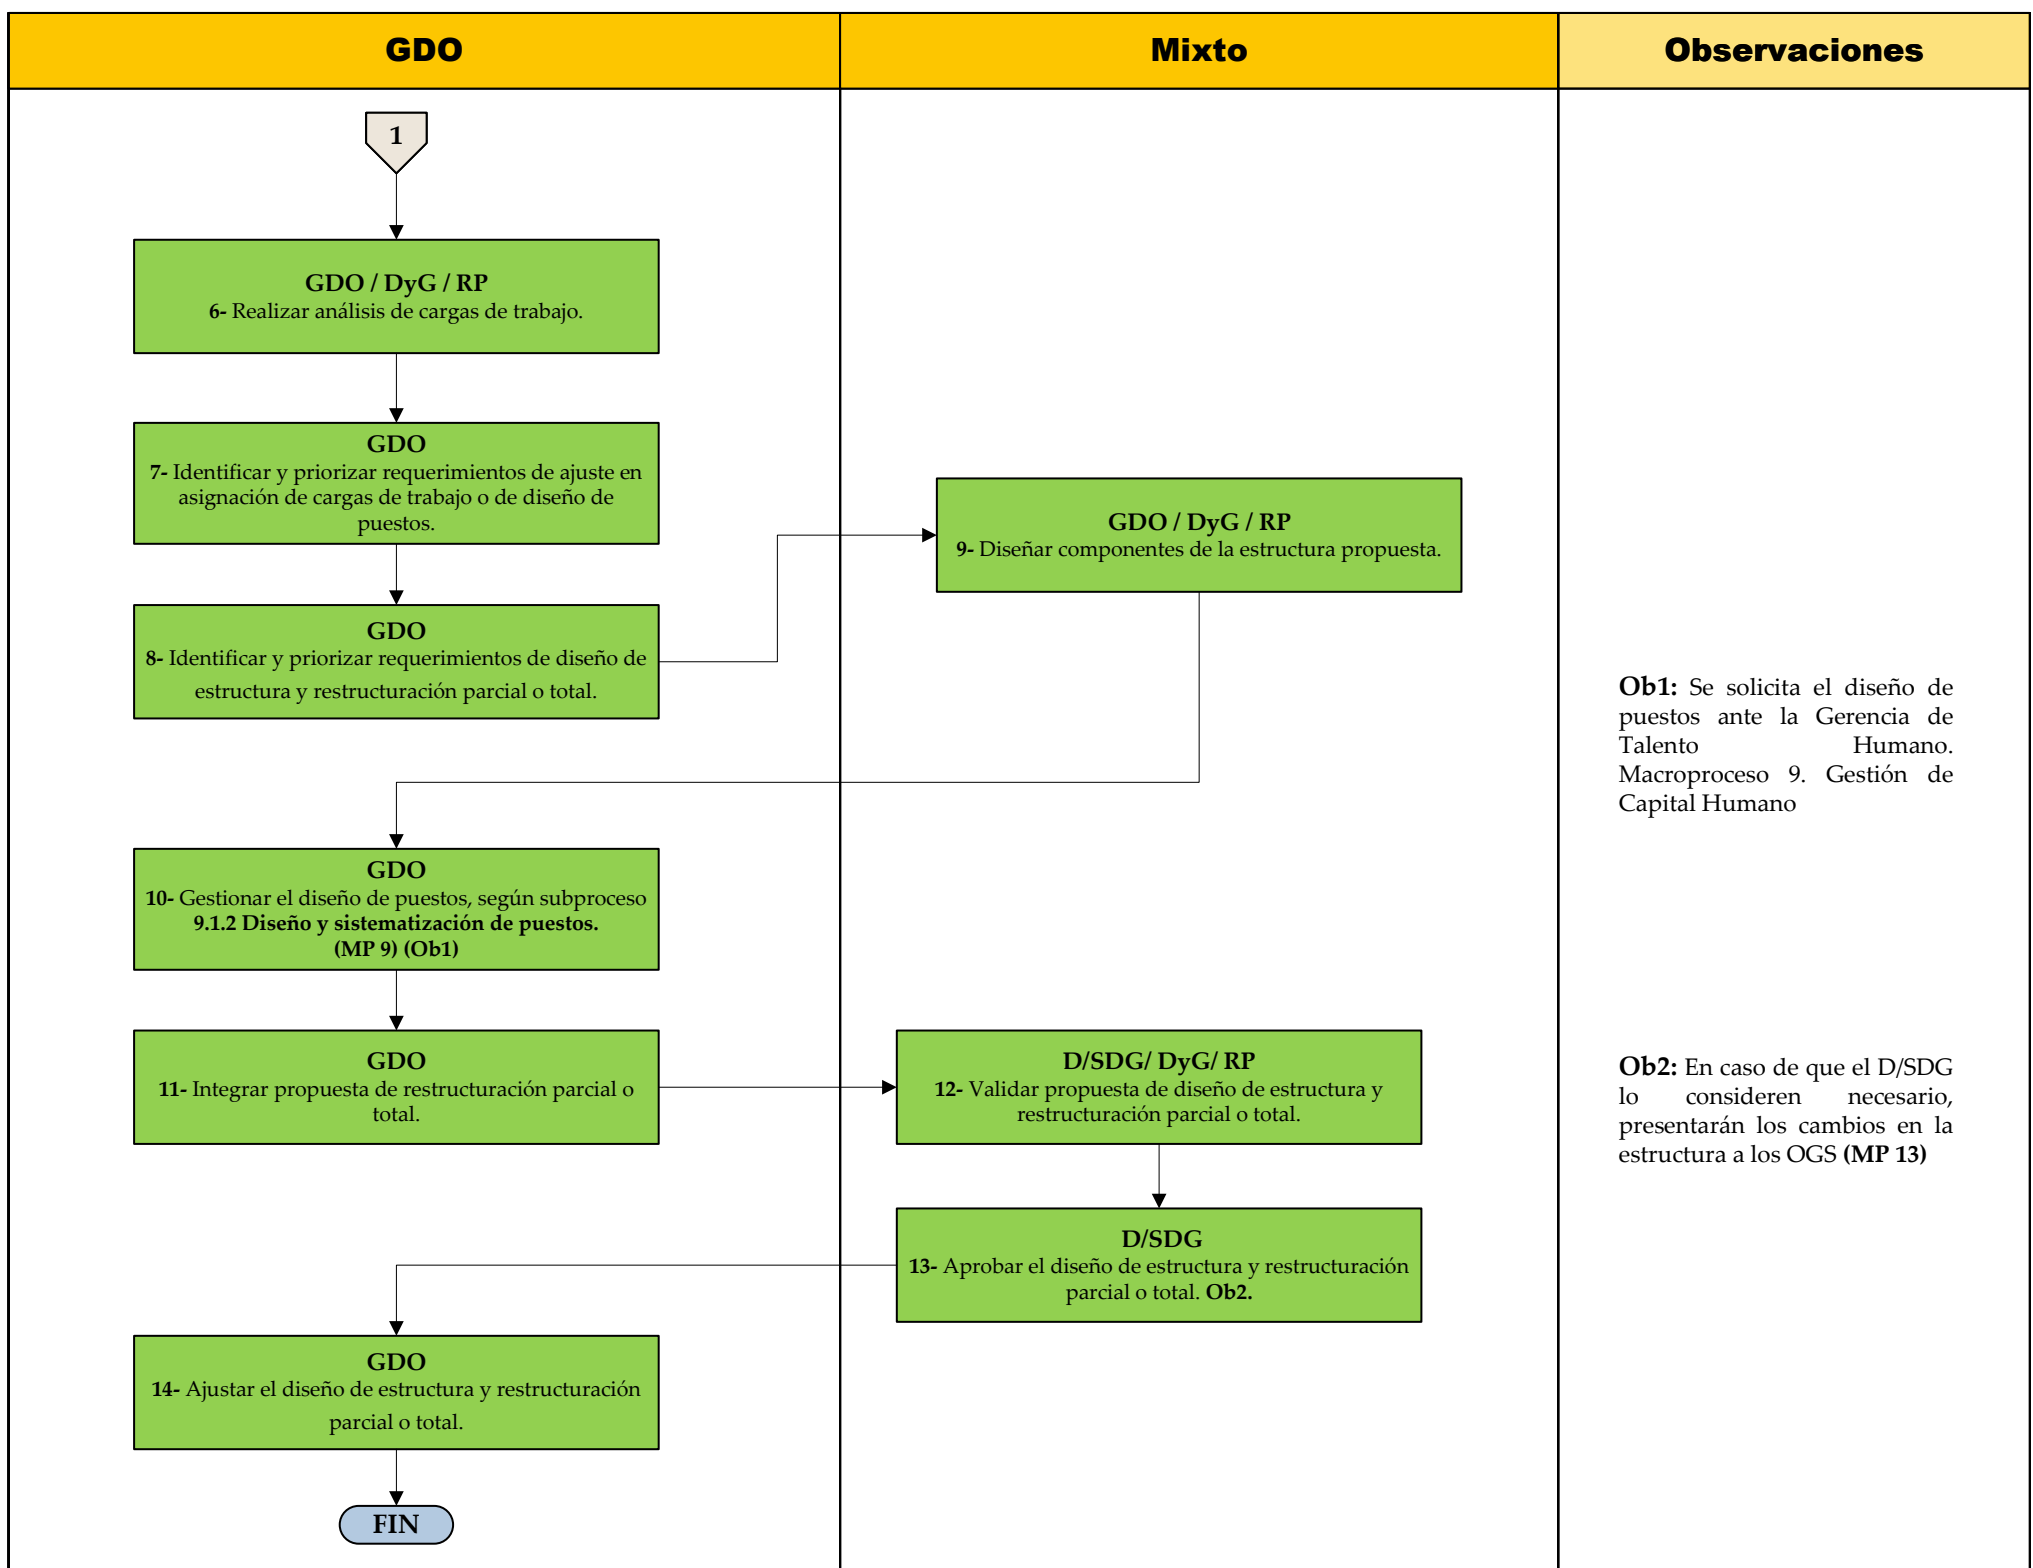 GDO
Mixto
Observaciones
1
GDO / DyG / RP
6- Realizar análisis de cargas de trabajo.
GDO
7- Identificar y priorizar requerimientos de ajuste en
asignación de cargas de trabajo o de diseño de
puestos.
GDO
8- Identificar y priorizar requerimientos de diseño de
estructura y restructuración parcial o total.
GDO / DyG / RP
9- Diseñar componentes de la estructura propuesta.
Ob1: Se solicita el diseño de
puestos ante la Gerencia de
Talento Humano.
Macroproceso 9. Gestión de
Capital Humano
GDO
10- Gestionar el diseño de puestos, según subproceso
9.1.2 Diseño y sistematización de puestos.
(MP 9) (Ob1)
GDO
11- Integrar propuesta de restructuración parcial o
total.
D/SDG/ DyG/ RP
12- Validar propuesta de diseño de estructura y
restructuración parcial o total.
Ob2: En caso de que el D/SDG
lo consideren necesario,
presentarán los cambios en la
estructura a los OGS (MP 13)
D/SDG
13- Aprobar el diseño de estructura y restructuración
parcial o total. Ob2.
GDO
14- Ajustar el diseño de estructura y restructuración
parcial o total.
FIN